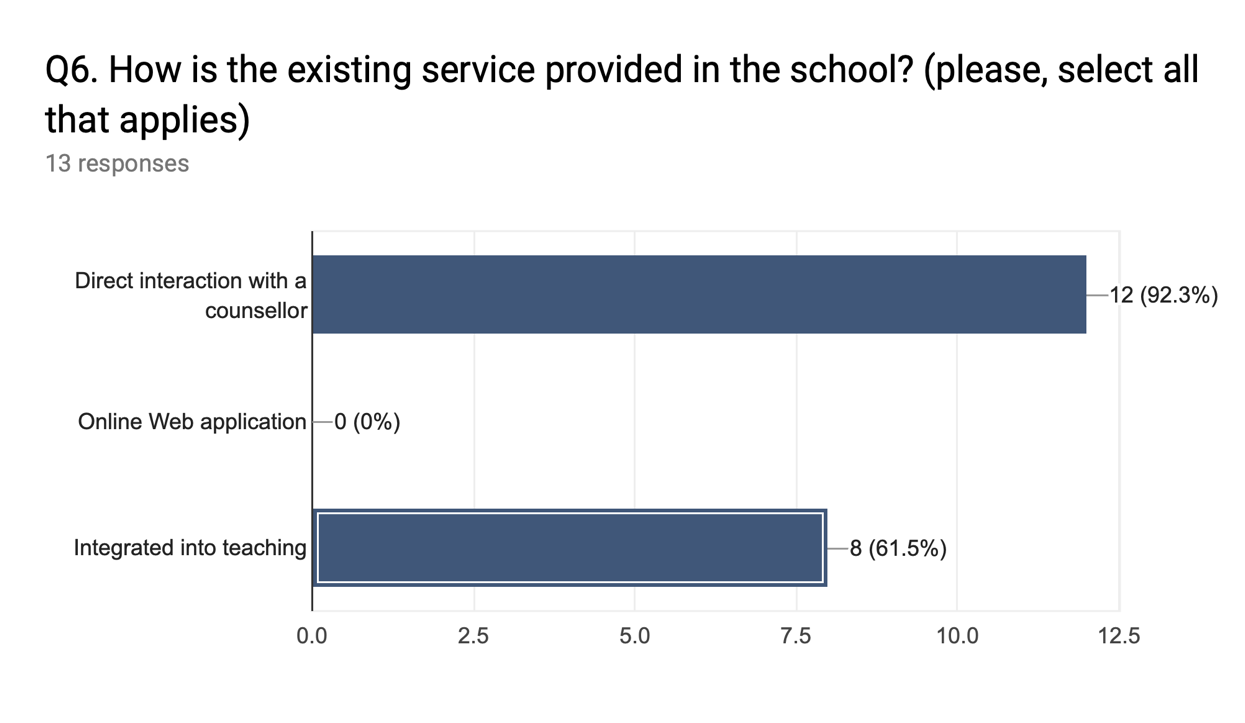 Q6. How is the existing service provided in the school? (please, select all
that applies)
13 responses
Direct interaction with a
counsellor
12 (92.3%)
Online Web application
0 (0%)
Integrated into teaching
8 (61.5%)
0.0 2.5 5.0 7.5 10.0 12.5